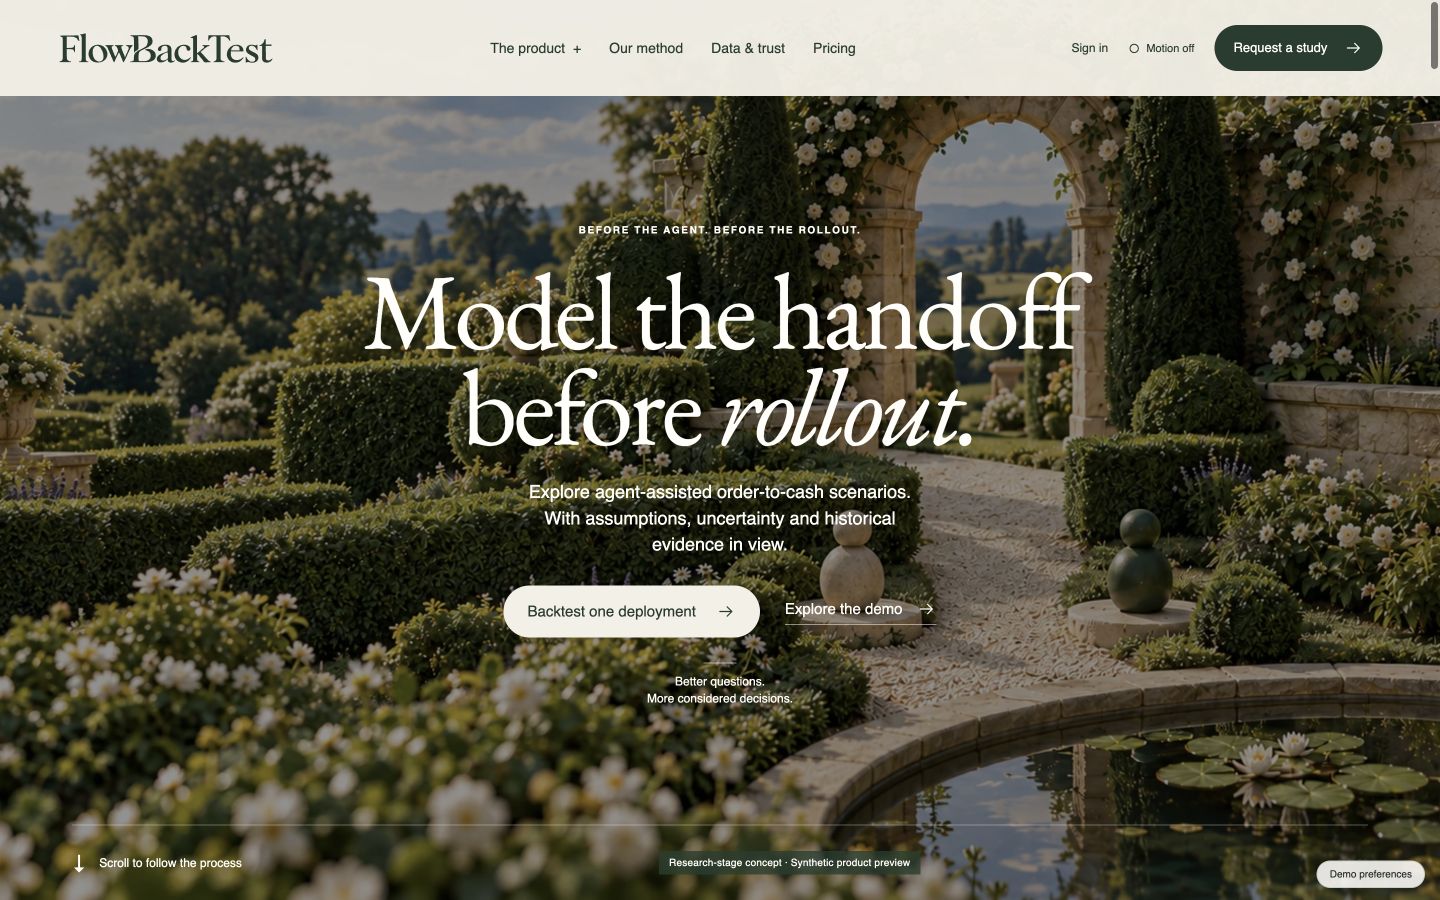 FlowBackTest
The product +
Our method
Data & trust
Pricing
Sign in
Motion off
Request a study →
BEFORE THE AGENT. BEFORE THE ROLLOUT.
Model the handoff
before rollout.
Explore agent-assisted order-to-cash scenarios.
With assumptions, uncertainty and historical
evidence in view.
Backtest one deployment →
Explore the demo →
Better questions.
More considered decisions.
↓ Scroll to follow the process
Research-stage concept · Synthetic product preview
Demo preferences